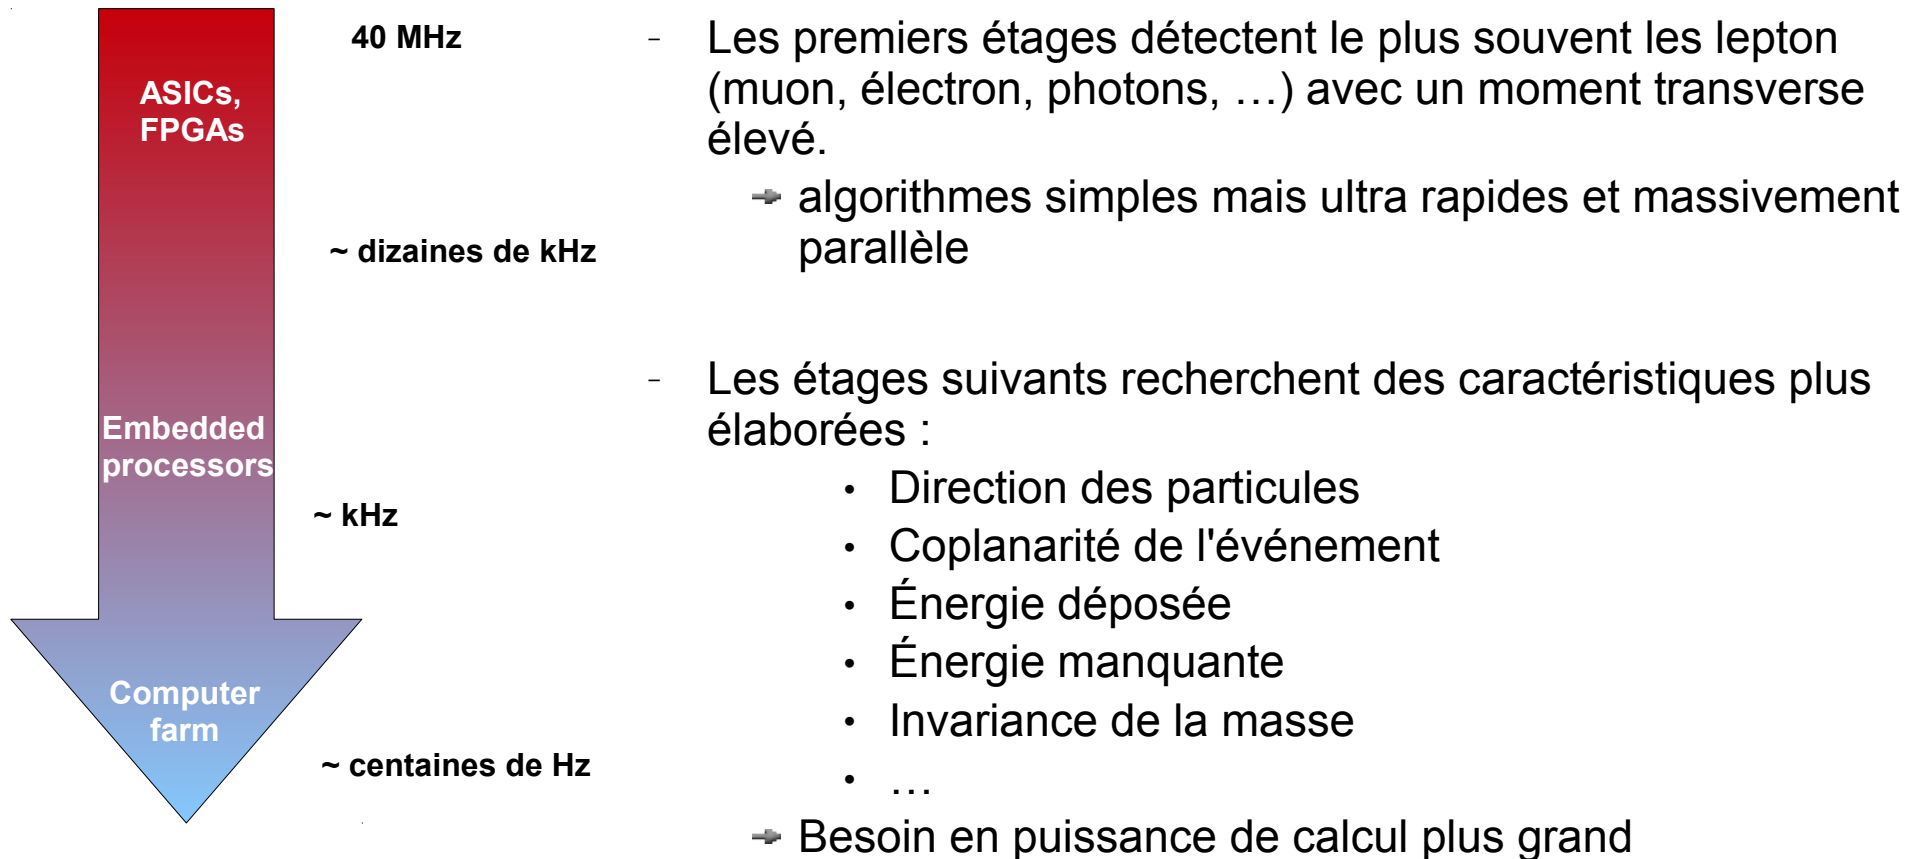 40 MHz
ASICs,
FPGAs
~ dizaines de kHz
Embedded
processors
~ kHz
Computer
farm
~ centaines de Hz
- Les premiers étages détectent le plus souvent les lepton
(muon, électron, photons, …) avec un moment transverse
élevé.
algorithmes simples mais ultra rapides et massivement
parallèle
- Les étages suivants recherchent des caractéristiques plus
élaborées :
• Direction des particules
• Coplanarité de l'événement
• Énergie déposée
• Énergie manquante
• Invariance de la masse
• …
Besoin en puissance de calcul plus grand